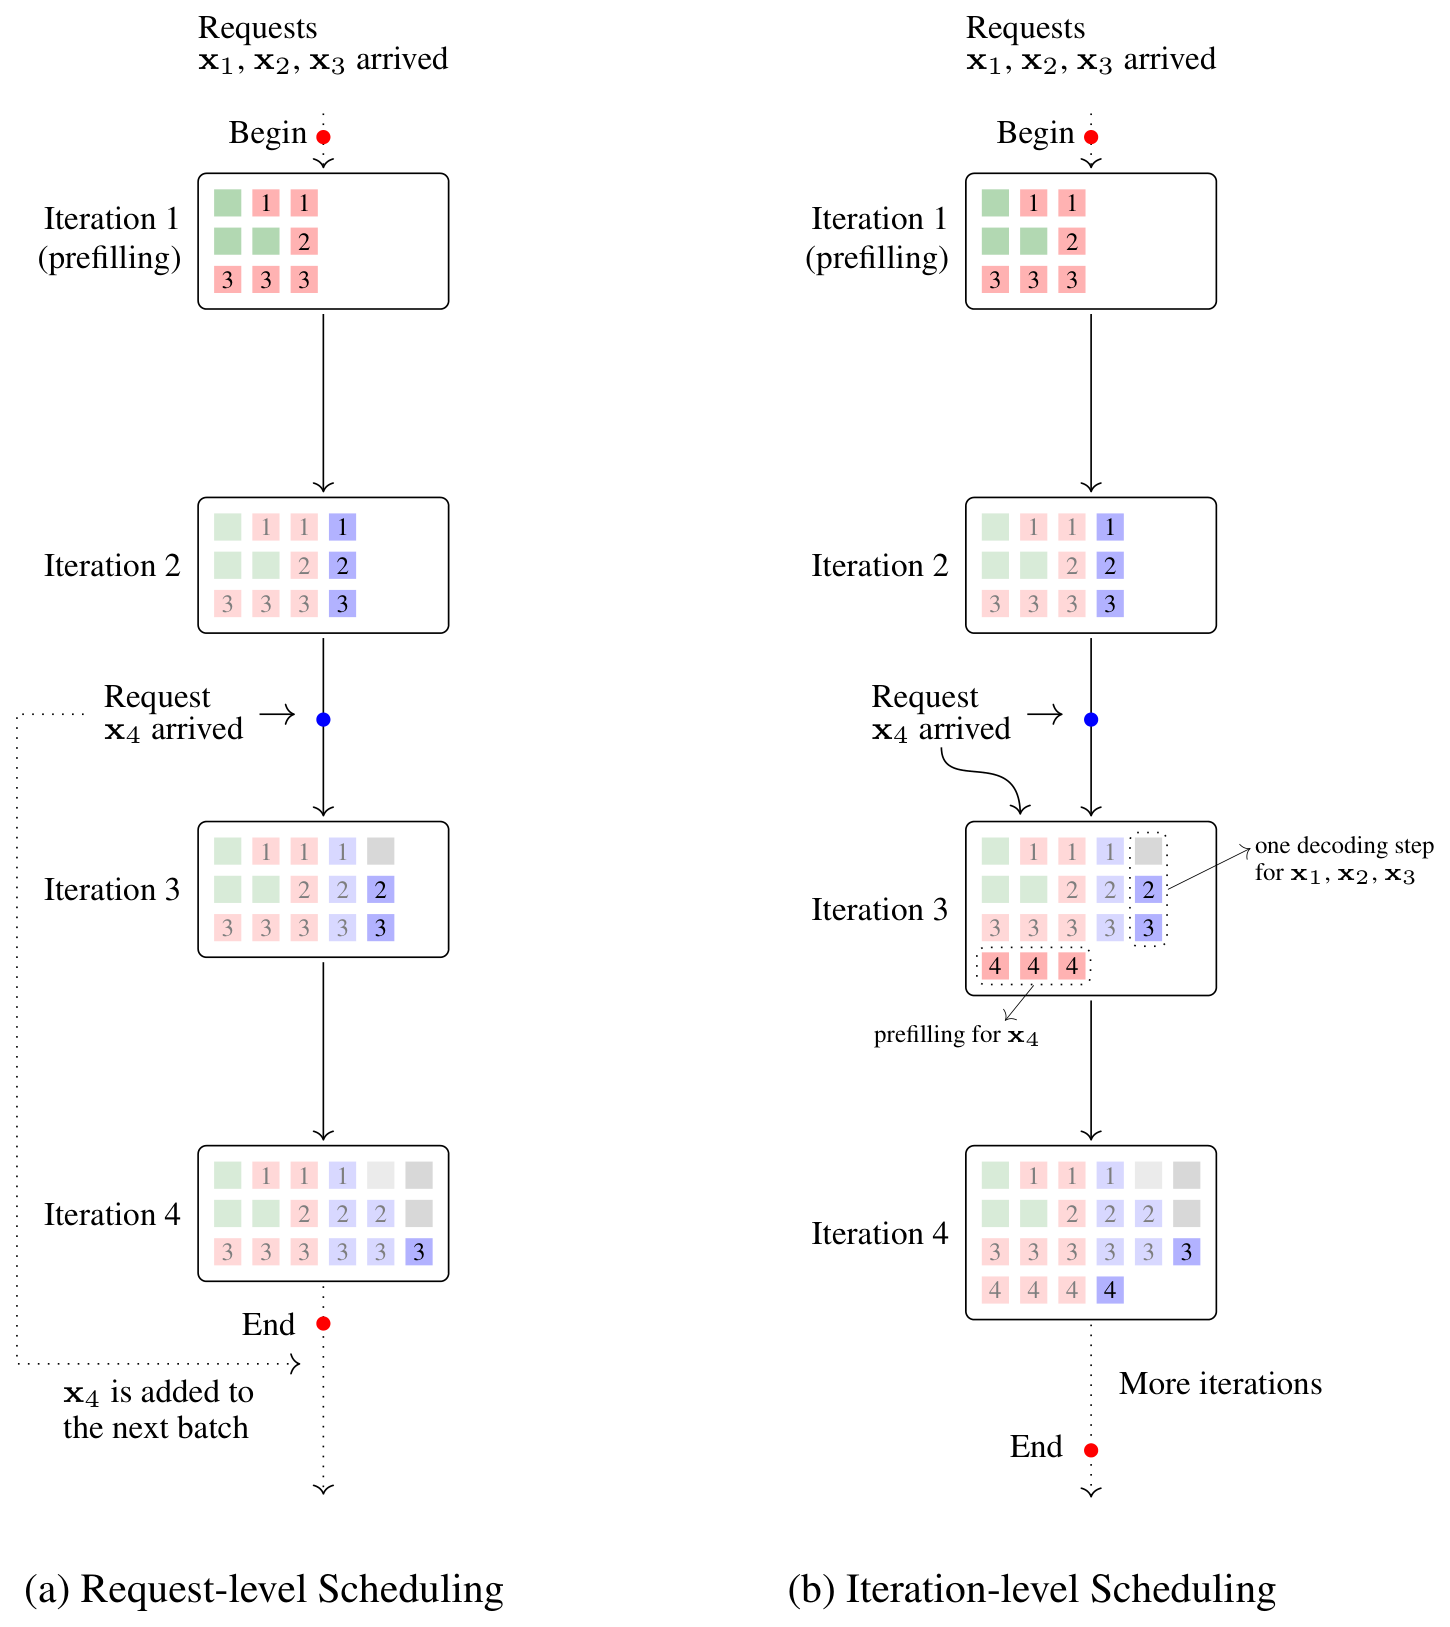 Requests
x1, x2, x3 arrived
Begin
Iteration 1
(prefilling)
1 1
2
3 3 3
Iteration 2
1 1 1
2 2
3 3 3 3
Request
x4 arrived
Iteration 3
1 1 1
2 2 2
3 3 3 3 3
Iteration 4
1 1 1
2 2 2
3 3 3 3 3 3
End
x4 is added to
the next batch
(a) Request-level Scheduling
Requests
x1, x2, x3 arrived
Begin
Iteration 1
(prefilling)
1 1
2
3 3 3
Iteration 2
1 1 1
2 2
3 3 3 3
Request
x4 arrived
Iteration 3
1 1 1
2 2 2
3 3 3 3 3
4 4 4
one decoding step
for x1, x2, x3
prefilling for x4
Iteration 4
1 1 1
2 2 2
3 3 3 3 3 3
4 4 4 4
More iterations
End
(b) Iteration-level Scheduling